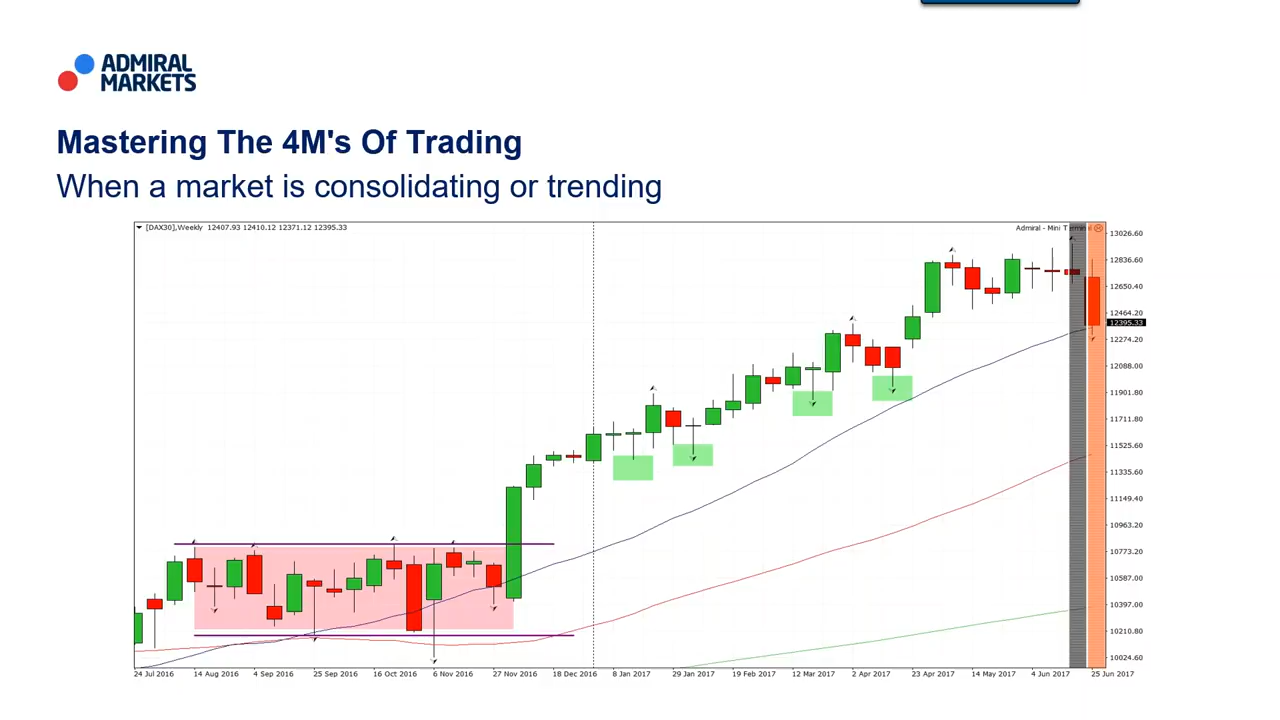 ADMIRAL
MARKETS
Mastering The 4M's Of Trading
When a market is consolidating or trending
[DAX30],Weekly 12407.93 12410.12 12371.12 12395.33
Admiral - Mini Terminal
13026.60
12836.60
12650.40
12464.20
12395.33
12274.20
12088.00
11901.80
11711.80
11525.60
11335.60
11149.40
10963.20
10773.20
10587.00
10397.00
10210.80
10024.60
24 Jul 2016 14 Aug 2016 4 Sep 2016 25 Sep 2016 16 Oct 2016 6 Nov 2016 27 Nov 2016 18 Dec 2016 8 Jan 2017 29 Jan 2017 19 Feb 2017 12 Mar 2017 2 Apr 2017 23 Apr 2017 14 May 2017 4 Jun 2017 25 Jun 2017